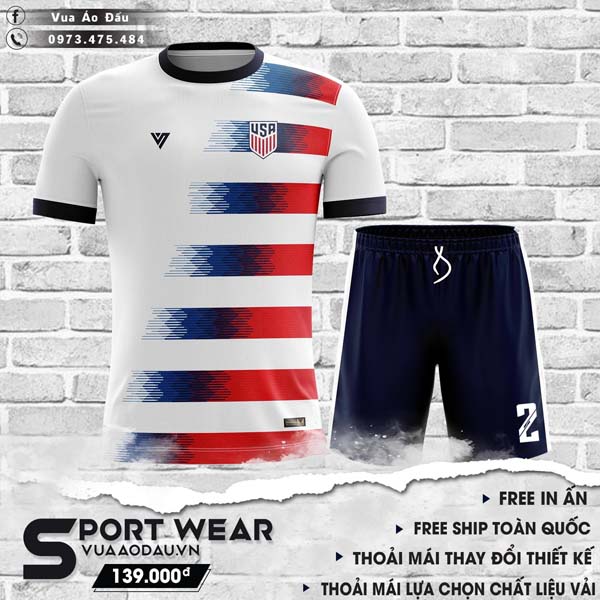 Vua Áo Đấu
0973.475.484
USA
2
SPORT WEAR
VUAAODAU.VN
139.000đ
FREE IN ẤN
FREE SHIP TOÀN QUỐC
THOẢI MÁI THAY ĐỔI THIẾT KẾ
THOẢI MÁI LỰA CHỌN CHẤT LIỆU VẢI